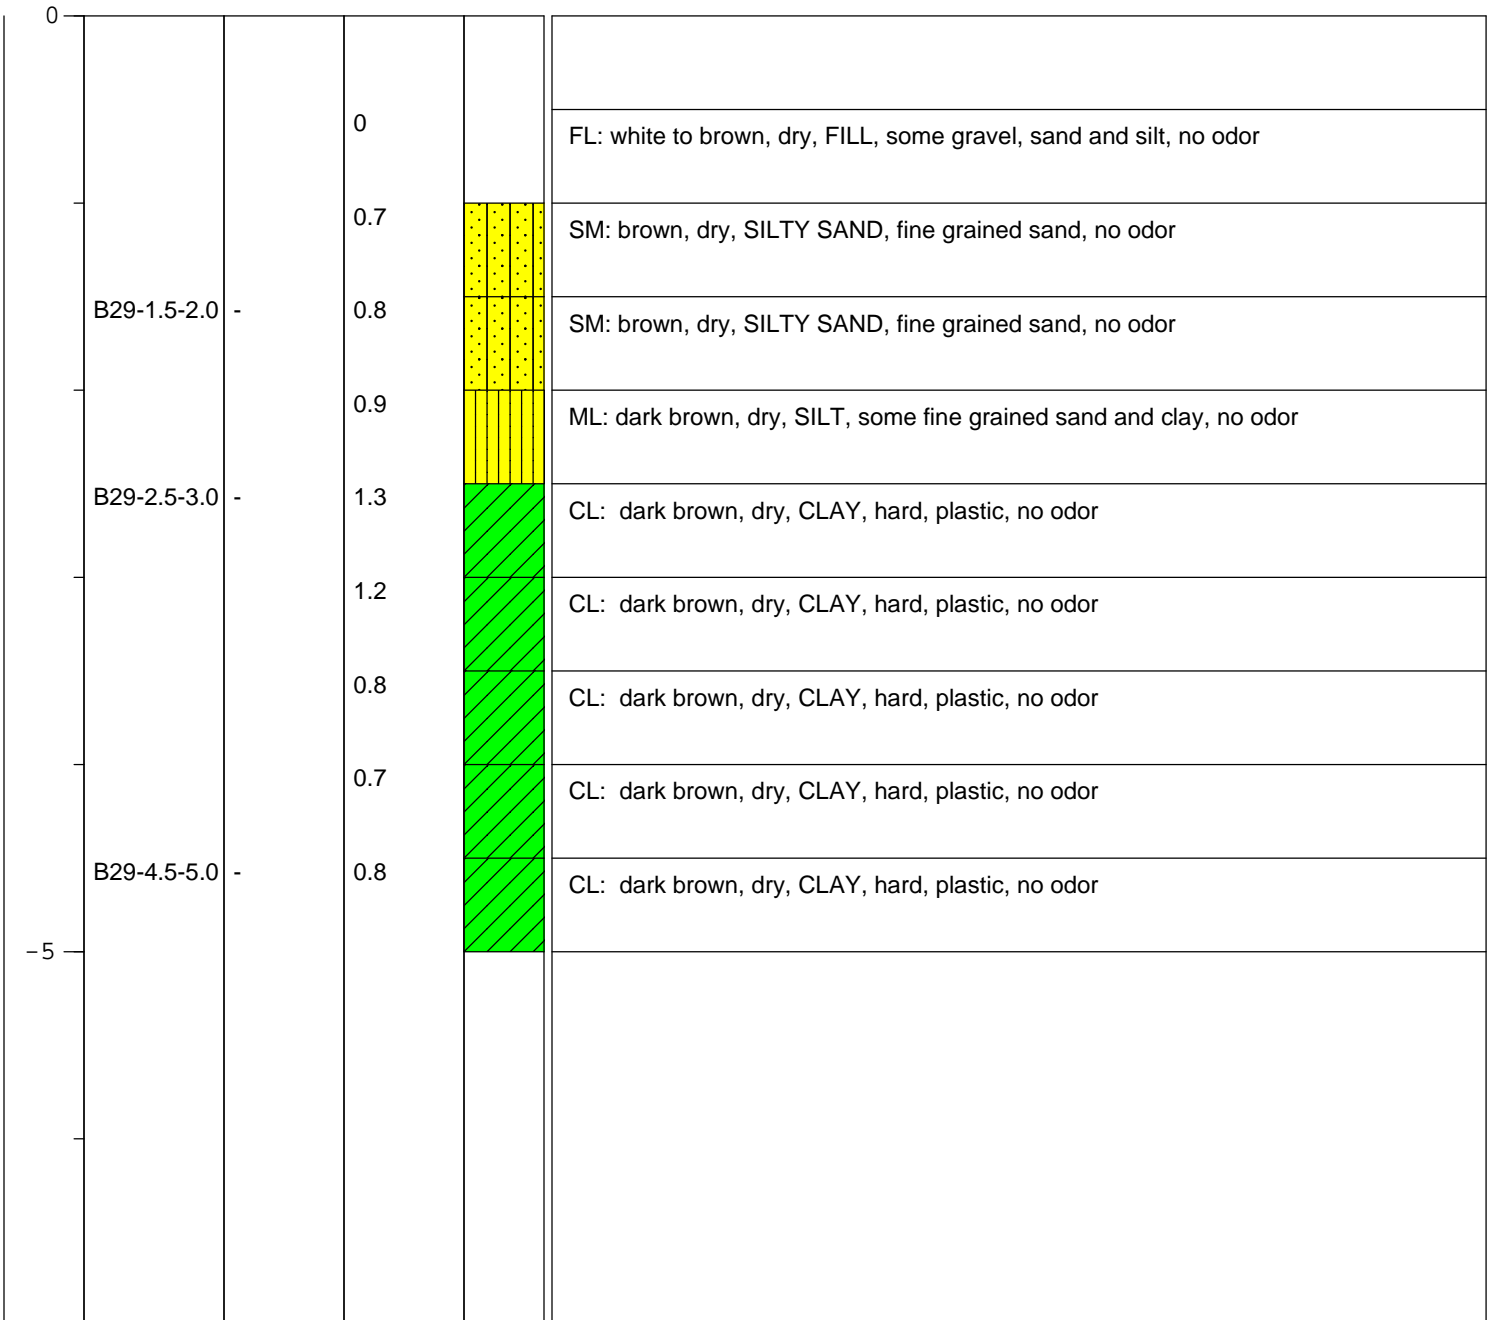 0
0
FL: white to brown, dry, FILL, some gravel, sand and silt, no odor
0.7
SM: brown, dry, SILTY SAND, fine grained sand, no odor
B29-1.5-2.0 - 0.8
SM: brown, dry, SILTY SAND, fine grained sand, no odor
0.9
ML: dark brown, dry, SILT, some fine grained sand and clay, no odor
B29-2.5-3.0 - 1.3
CL: dark brown, dry, CLAY, hard, plastic, no odor
1.2
CL: dark brown, dry, CLAY, hard, plastic, no odor
0.8
CL: dark brown, dry, CLAY, hard, plastic, no odor
0.7
CL: dark brown, dry, CLAY, hard, plastic, no odor
B29-4.5-5.0 - 0.8
CL: dark brown, dry, CLAY, hard, plastic, no odor
-5